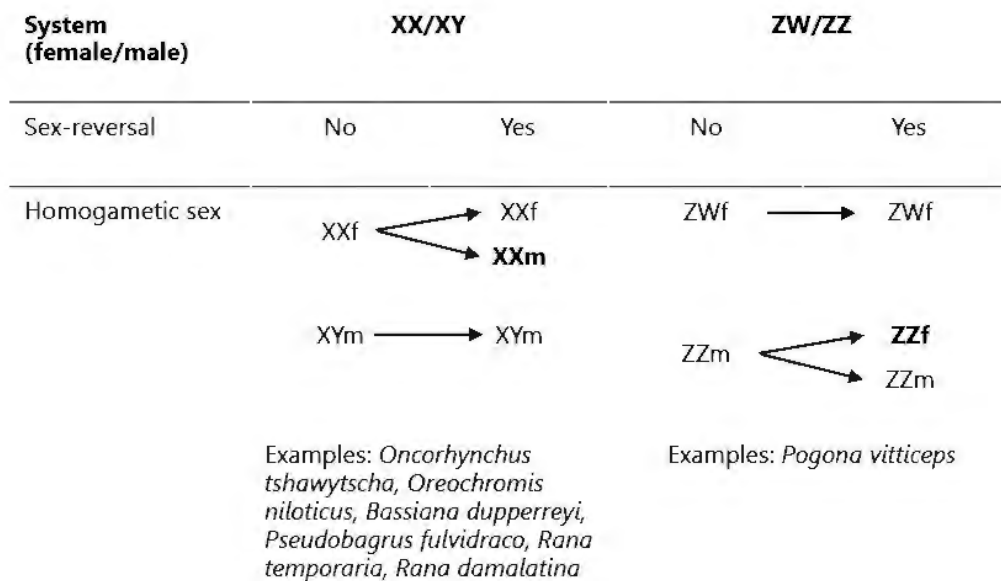 System XX/XY ZW/ZZ
(female/male)
Sex-reversal No Yes No Yes
Homogametic sex XXf XXf ZWf ZWf
XXm
XYm XYm ZZm ZZf
ZZm
Examples: Oncorhynchus
tshawytscha, Oreochromis
niloticus, Bassiana dupperreyi,
Pseudobagrus fulvidraco, Rana
temporaria, Rana damalatina
Examples: Pogona vitticeps